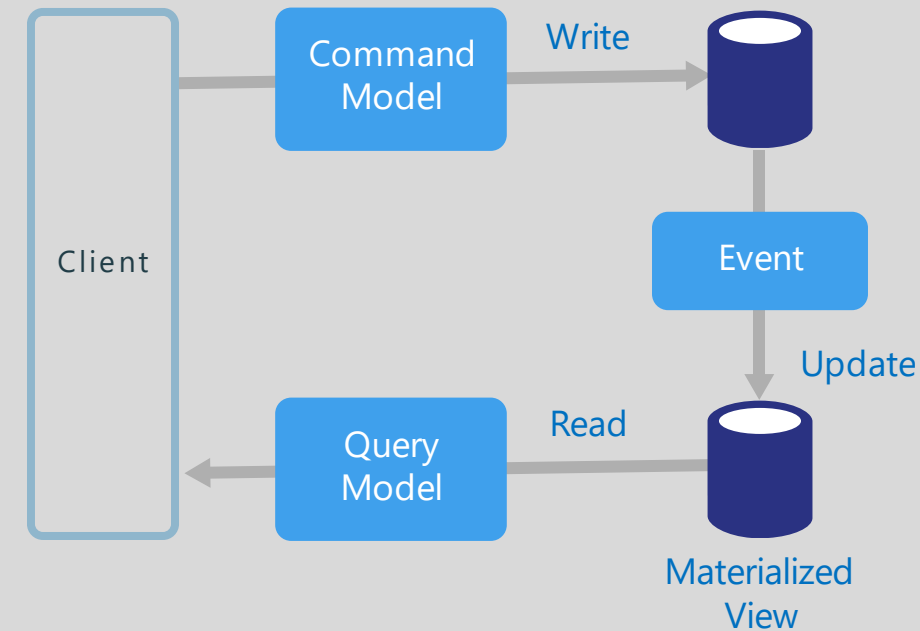 Command
Model
Write
Client
Event
Update
Query
Model
Read
Materialized
View